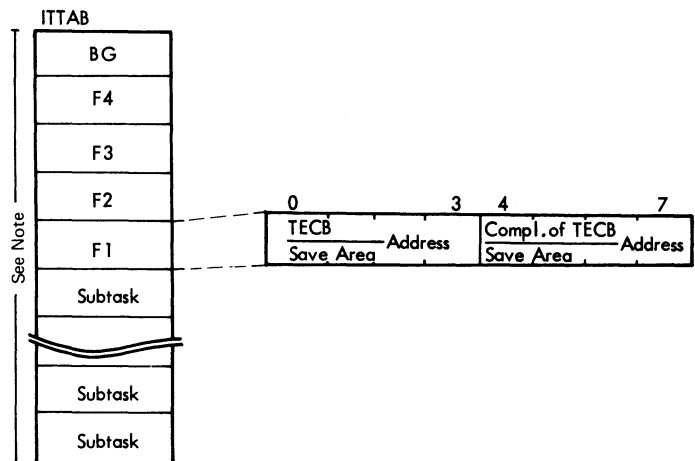 ITTAB
BG
F4
F3
F2
F1
Subtask
Subtask
Subtask
See Note
0 3 4 7
TECB
Save Area
Address
Compl. of TECB
Save Area
Address